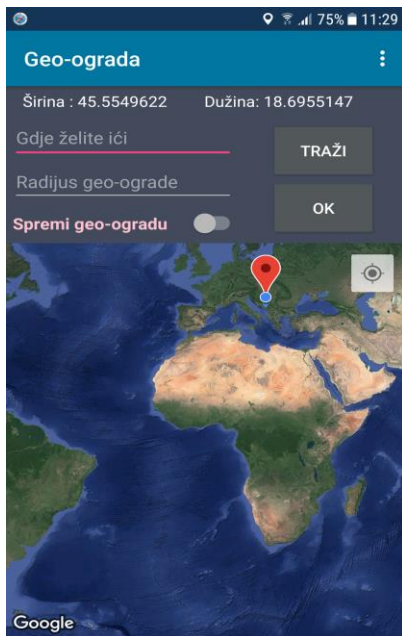 75% 11:29
Geo-ograda
Širina : 45.5549622 Dužina: 18.6955147
Gdje želite ići
TRAŽI
Radijus geo-ograde
OK
Spremi geo-ogradu
Google